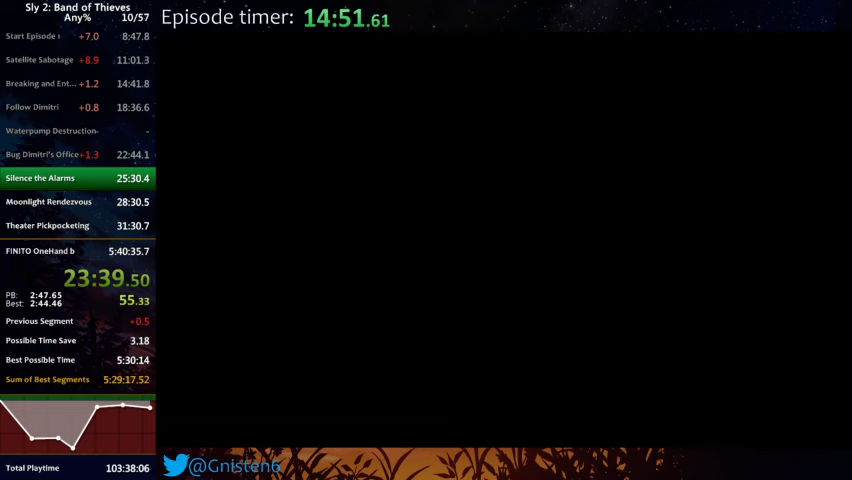 Sly 2: Band of Thieves
Any% 10/57
Episode timer: 14:51.61
Start Episode 1 +7.0 8:47.8
Satellite Sabotage +8.9 11:01.3
Breaking and Ent... +1.2 14:41.8
Follow Dimitri +0.8 18:36.6
Waterpump Destruction- -
Bug Dimitri's Office +1.3 22:44.1
Silence the Alarms 25:30.4
Moonlight Rendezvous 28:30.5
Theater Pickpocketing 31:30.7
FINITO OneHand b 5:40:35.7
23:39.50
PB: 2:47.65
Best: 2:44.46
55.33
Previous Segment +0.5
Possible Time Save 3.18
Best Possible Time 5:30:14
Sum of Best Segments 5:29:17.52
Total Playtime 103:38:06
@Gnisten6